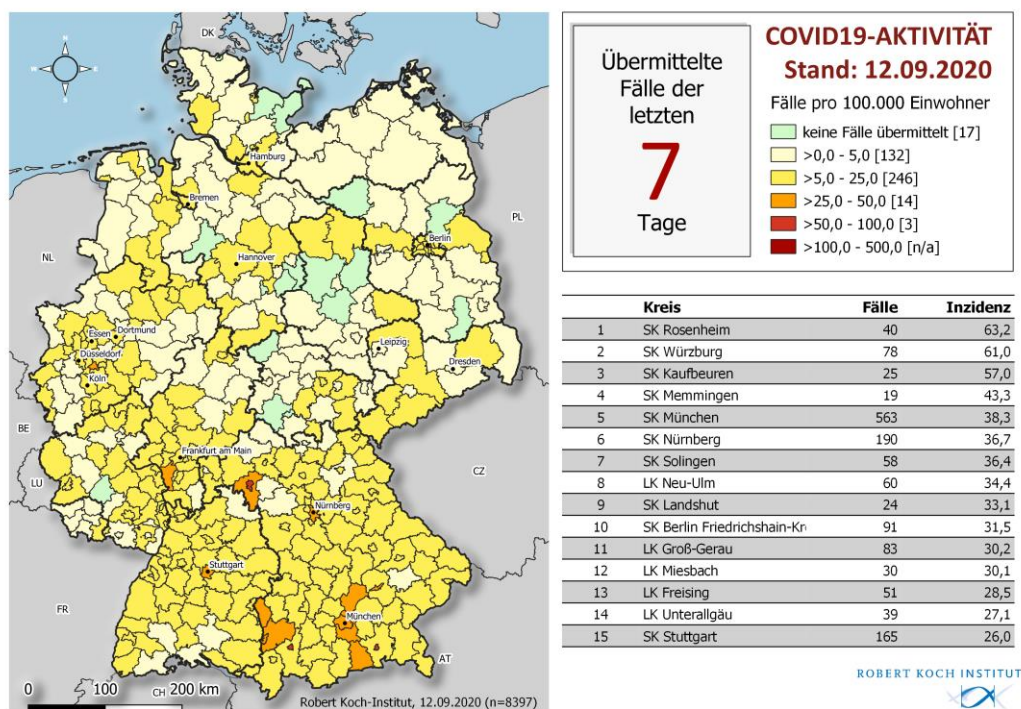 DK
N
W
E
S
Hamburg
Bremen
PL
Berlin
NL
Hannover
Essen
Dortmund
Düsseldorf
Leipzig
Köln
Dresden
BE
Frankfurt am Main
CZ
LU
Nürnberg
Stuttgart
FR
München
AT
0 100 CH 200 km
Robert Koch-Institut, 12.09.2020 (n=8397)
Übermittelte
Fälle der
letzten
7
Tage
COVID19-AKTIVITÄT
Stand: 12.09.2020
Fälle pro 100.000 Einwohner
keine Fälle übermittelt [17]
>0,0 - 5,0 [132]
>5,0 - 25,0 [246]
>25,0 - 50,0 [14]
>50,0 - 100,0 [3]
>100,0 - 500,0 [n/a]
Kreis Fälle Inzidenz
1 SK Rosenheim 40 63,2
2 SK Würzburg 78 61,0
3 SK Kaufbeuren 25 57,0
4 SK Memmingen 19 43,3
5 SK München 563 38,3
6 SK Nürnberg 190 36,7
7 SK Solingen 58 36,4
8 LK Neu-Ulm 60 34,4
9 SK Landshut 24 33,1
10 SK Berlin Friedrichshain-Kr 91 31,5
11 LK Groß-Gerau 83 30,2
12 LK Miesbach 30 30,1
13 LK Freising 51 28,5
14 LK Unterallgäu 39 27,1
15 SK Stuttgart 165 26,0
ROBERT KOCH INSTITUT